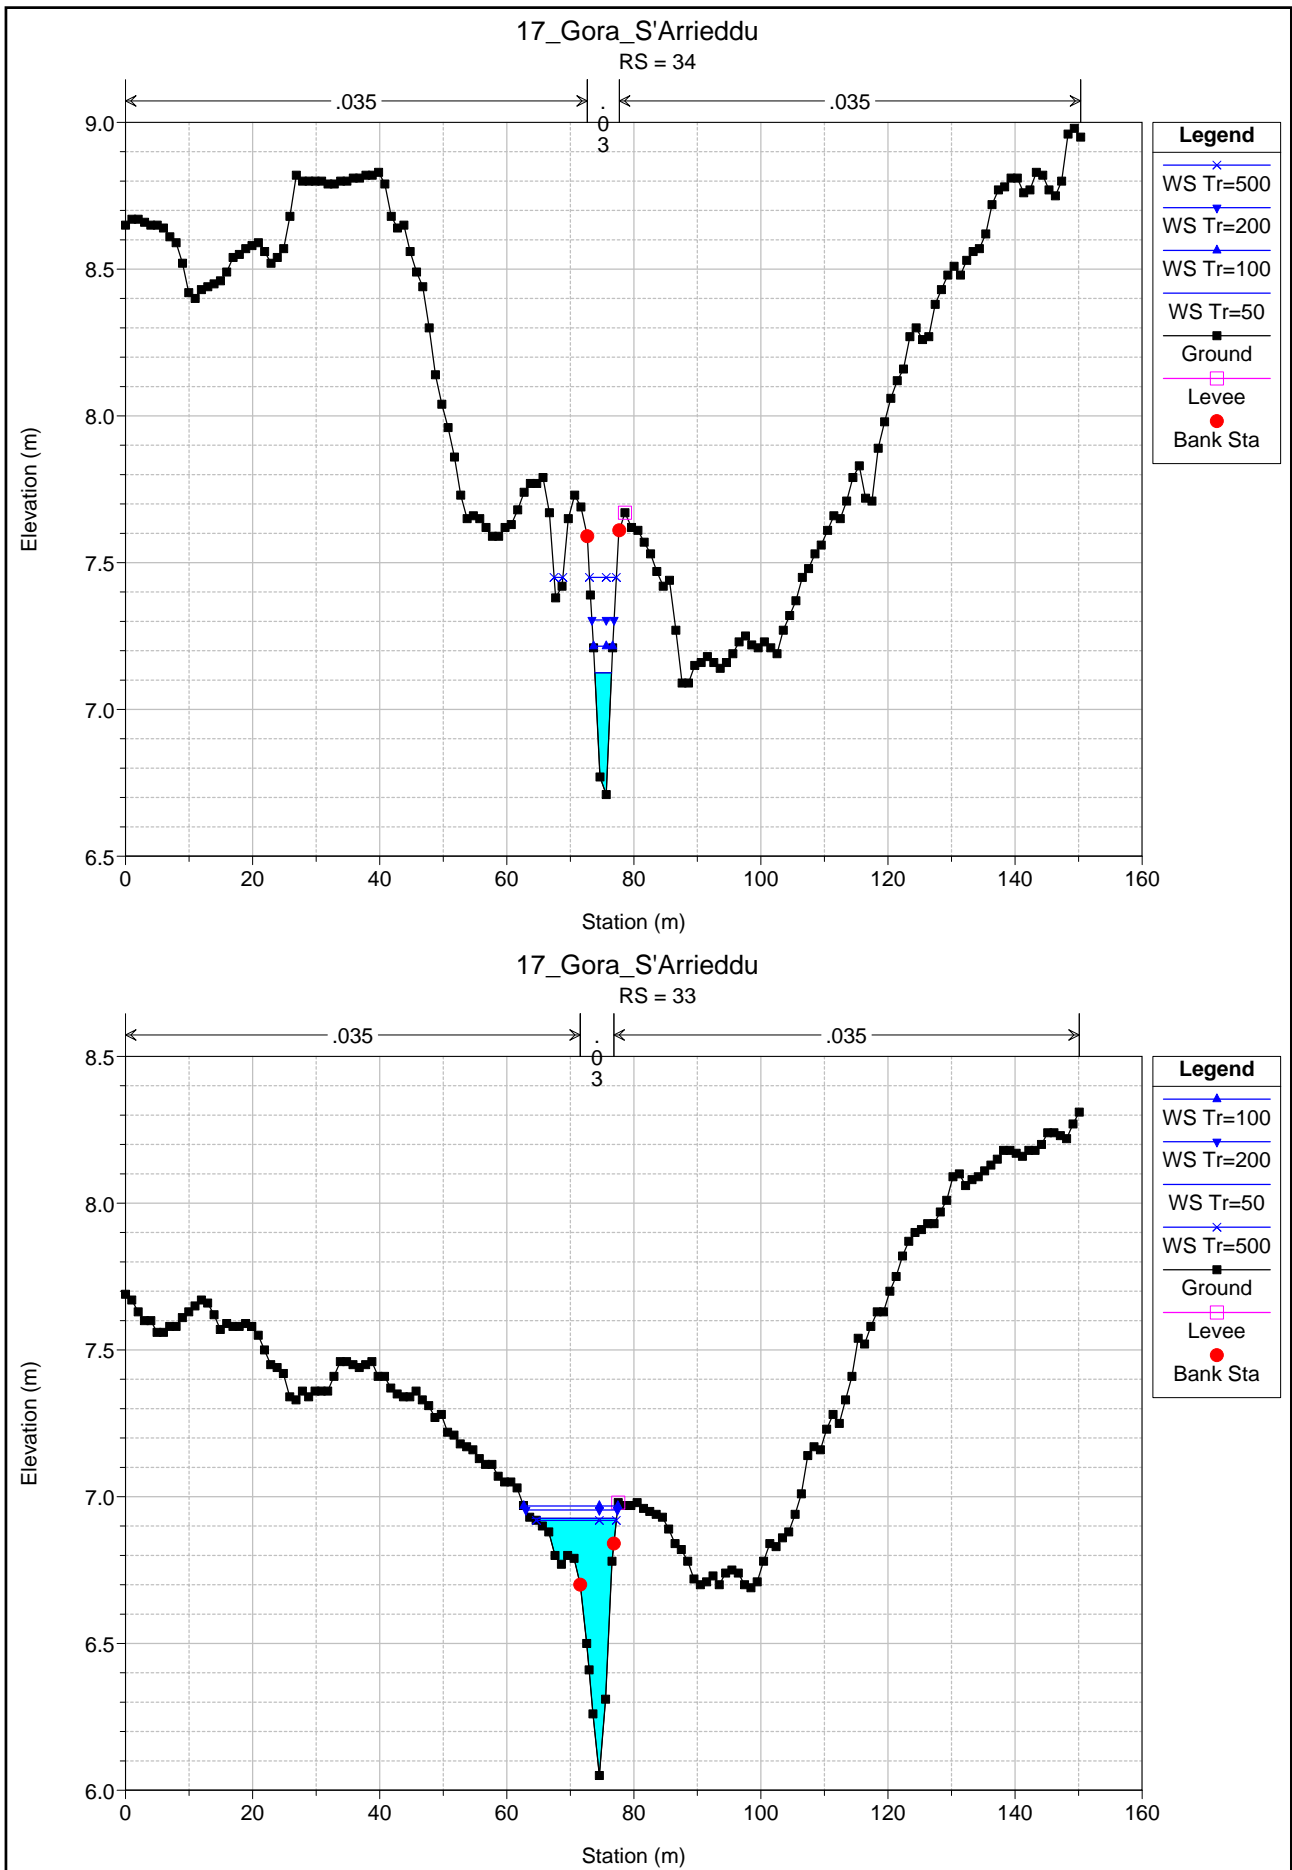 17_Gora_S'Arrieddu
RS = 34
.035
.03
.035
Legend
WS Tr=500
WS Tr=200
WS Tr=100
WS Tr=50
Ground
Levee
Bank Sta
9.0
8.5
8.0
7.5
7.0
6.5
Elevation (m)
0 20 40 60 80 100 120 140 160
Station (m)
17_Gora_S'Arrieddu
RS = 33
.035
.03
.035
Legend
WS Tr=100
WS Tr=200
WS Tr=50
WS Tr=500
Ground
Levee
Bank Sta
8.5
8.0
7.5
7.0
6.5
6.0
Elevation (m)
0 20 40 60 80 100 120 140 160
Station (m)